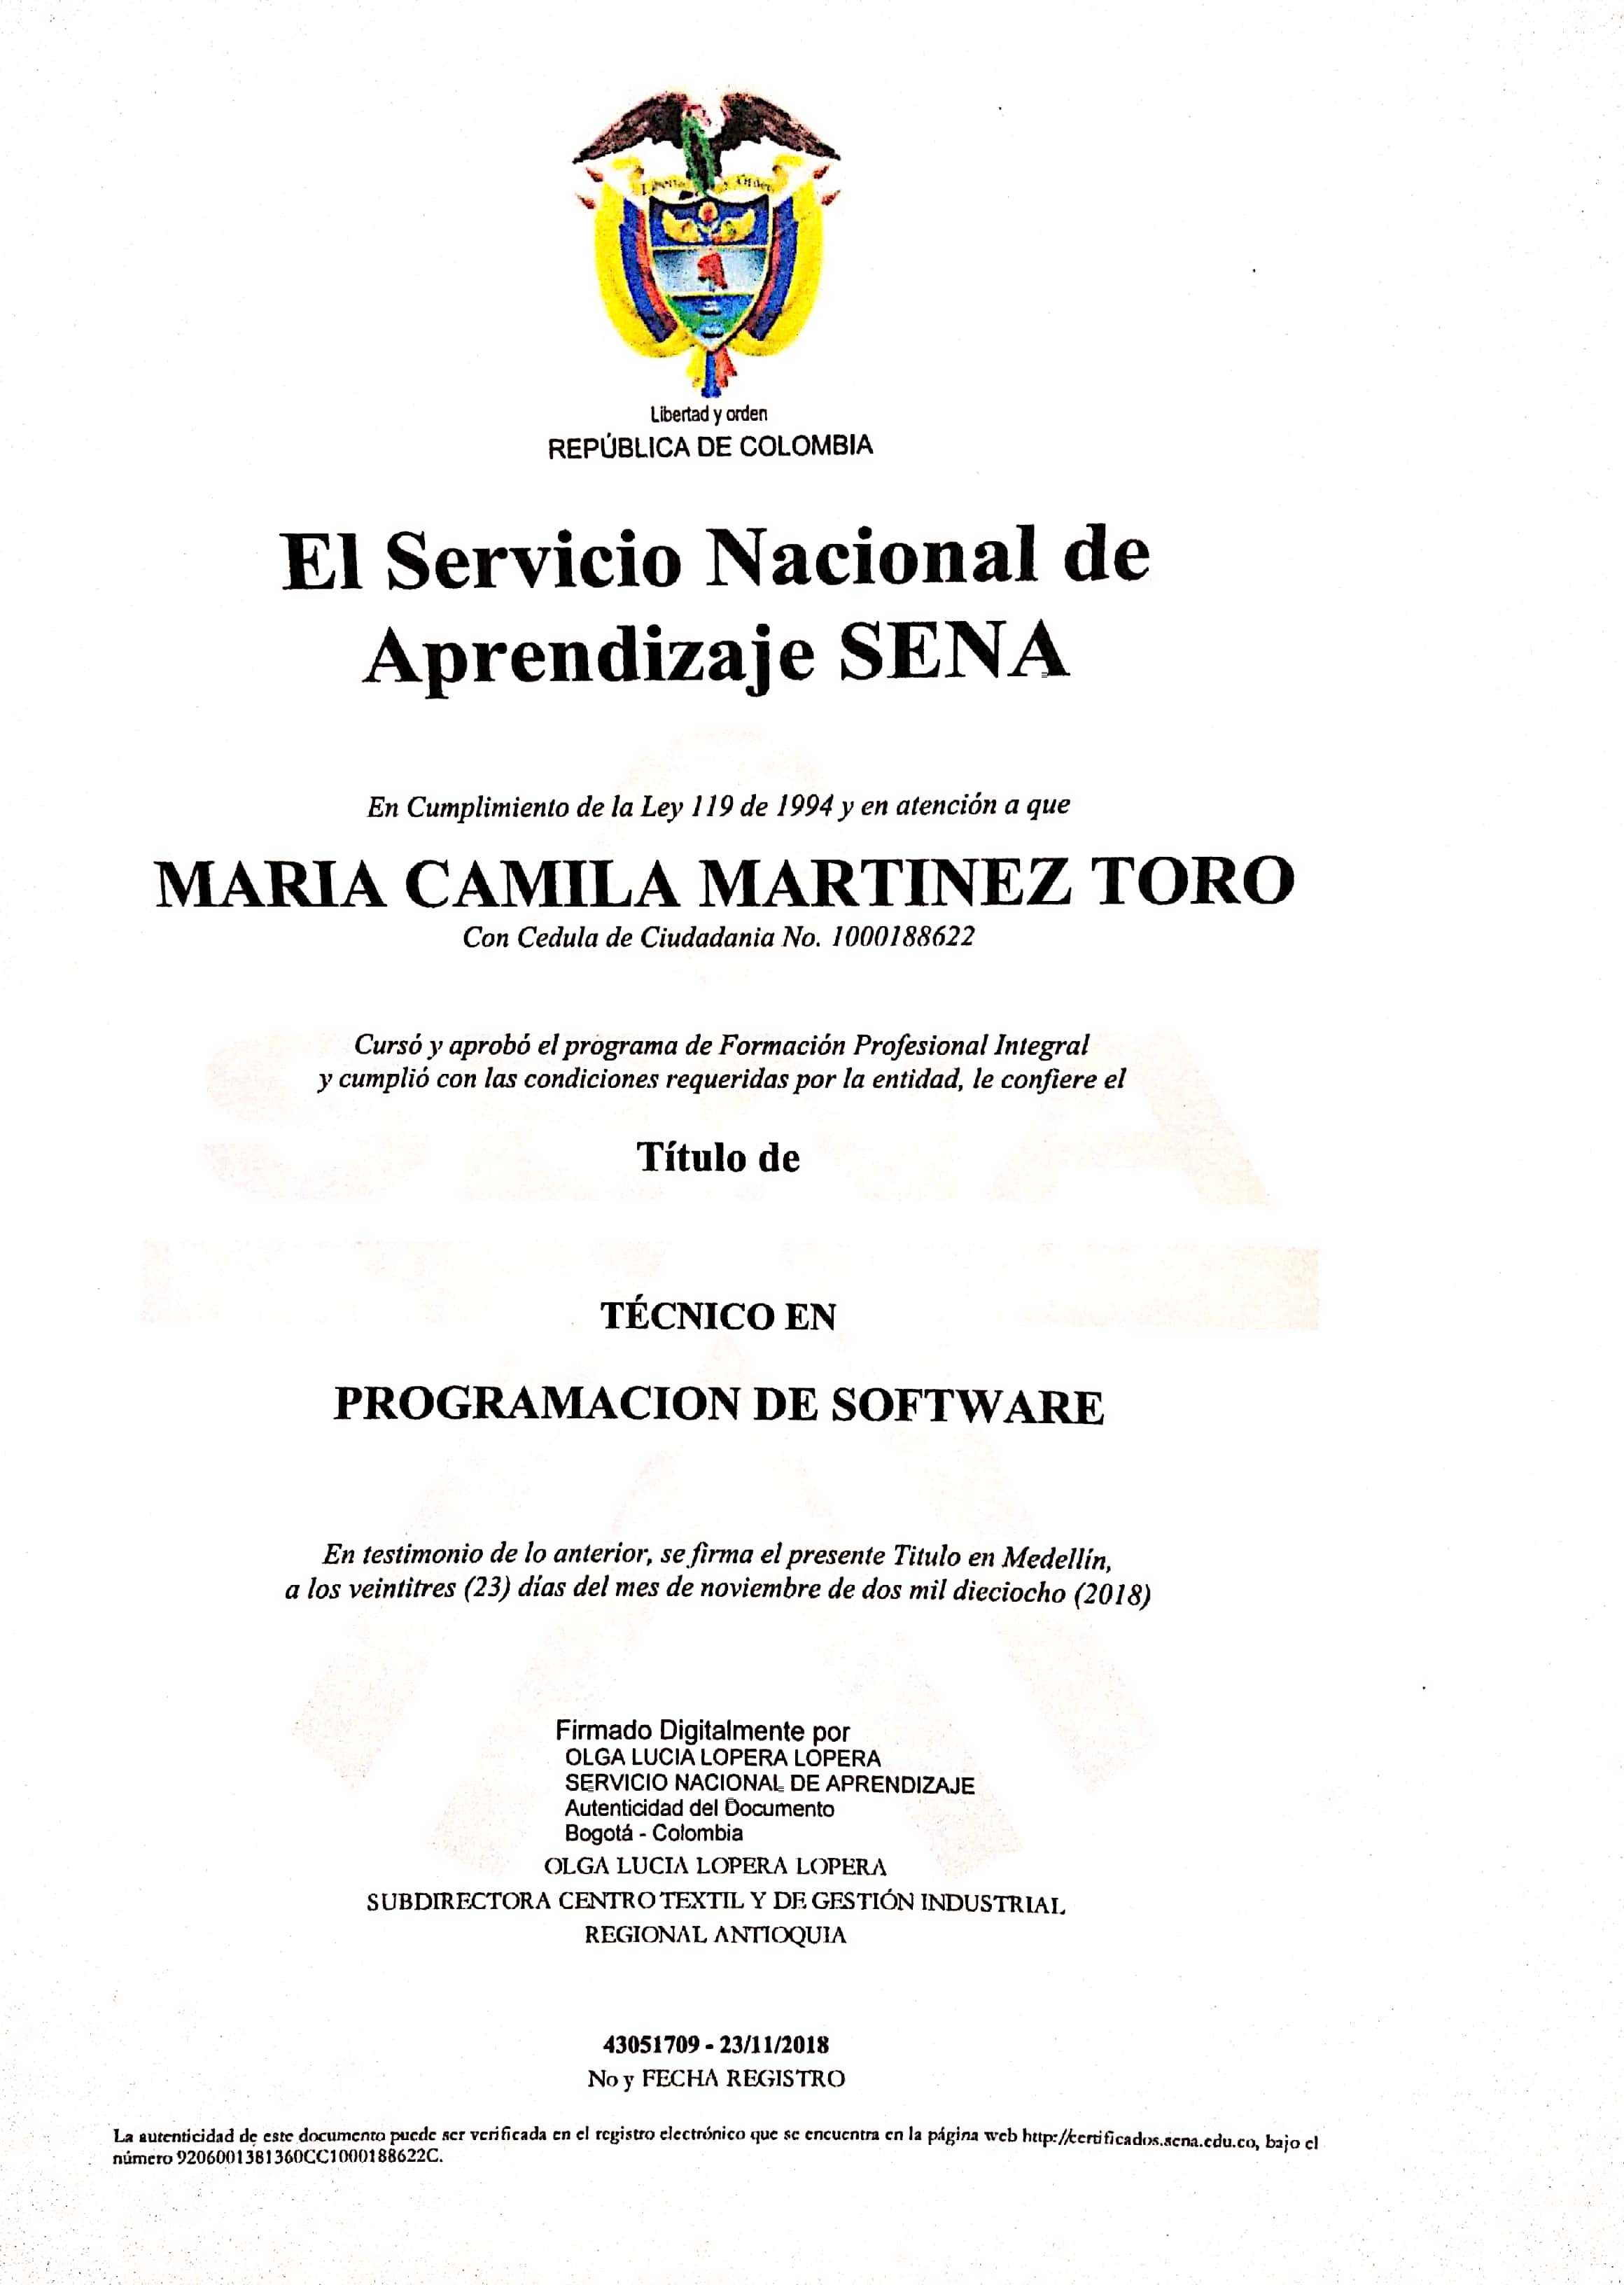 Libertad y Orden
Libertad y orden
REPÚBLICA DE COLOMBIA
El Servicio Nacional de
Aprendizaje SENA
En Cumplimiento de la Ley 119 de 1994 y en atención a que
MARIA CAMILA MARTINEZ TORO
Con Cedula de Ciudadania No. 1000188622
Cursó y aprobó el programa de Formación Profesional Integral
y cumplió con las condiciones requeridas por la entidad, le confiere el
Título de
TÉCNICO EN
PROGRAMACION DE SOFTWARE
En testimonio de lo anterior, se firma el presente Titulo en Medellín,
a los veintitres (23) días del mes de noviembre de dos mil dieciocho (2018)
Firmado Digitalmente por
OLGA LUCIA LOPERA LOPERA
SERVICIO NACIONAL DE APRENDIZAJE
Autenticidad del Documento
Bogotá - Colombia
OLGA LUCIA LOPERA LOPERA
SUBDIRECTORA CENTRO TEXTIL Y DE GESTIÓN INDUSTRIAL
REGIONAL ANTIOQUIA
43051709 - 23/11/2018
No y FECHA REGISTRO
La autenticidad de este documento puede ser verificada en el registro electrónico que se encuentra en la página web http://certificados.sena.edu.co, bajo el
número 9206001381360CC1000188622C.